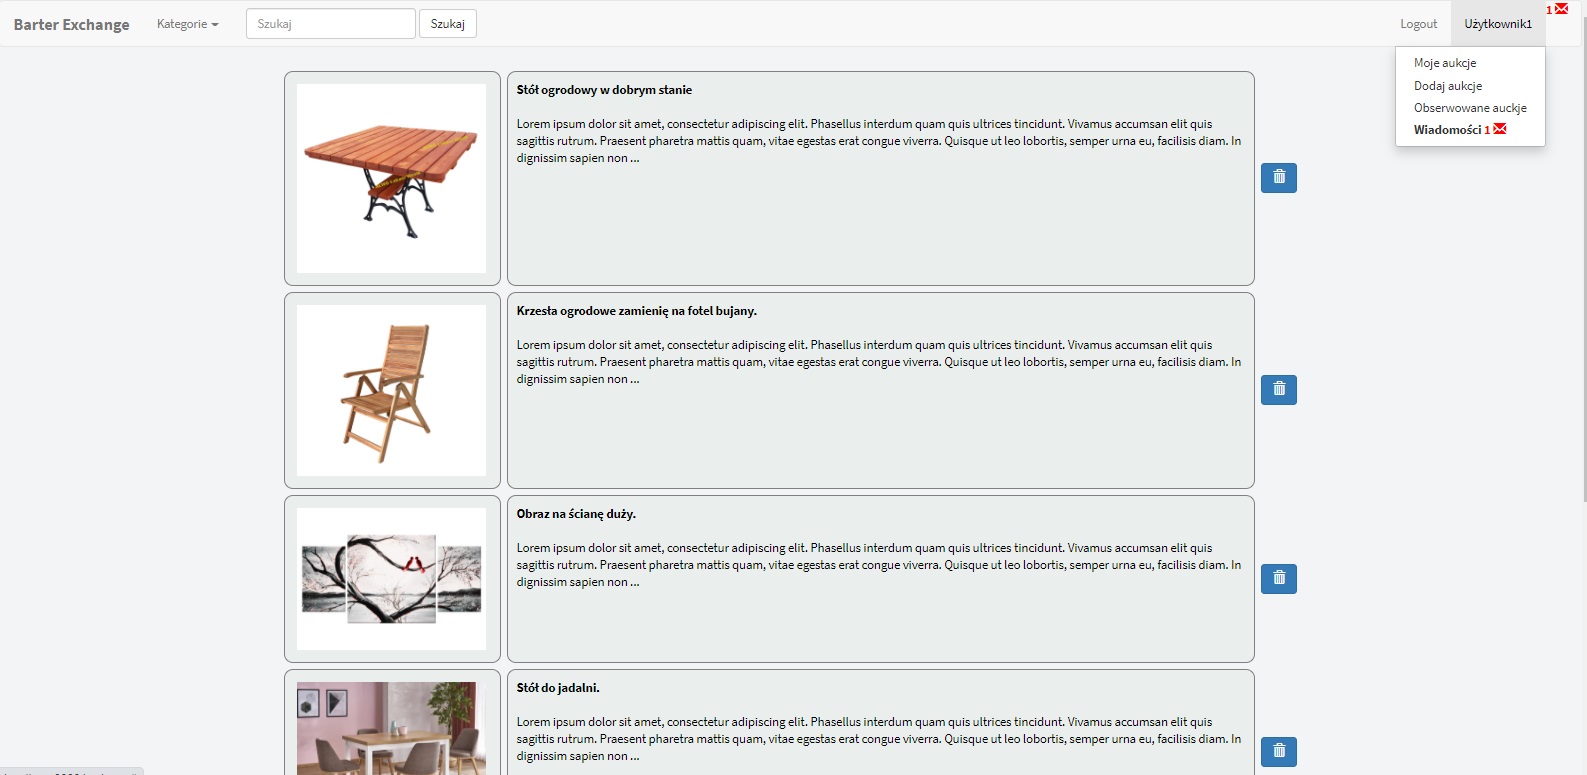 Barter Exchange
Kategorie
Szukaj
Szukaj
Logout
Użytkownik1
1
Moje aukcje
Dodaj aukcje
Obserwowane auckje
Wiadomości 1
Stół ogrodowy w dobrym stanie
Lorem ipsum dolor sit amet, consectetur adipiscing elit. Phasellus interdum quam quis ultrices tincidunt. Vivamus accumsan elit quis
sagittis rutrum. Praesent pharetra mattis quam, vitae egestas erat congue viverra. Quisque ut leo lobortis, semper urna eu, facilisis diam. In
dignissim sapien non ...
Krzesła ogrodowe zamienię na fotel bujany.
Lorem ipsum dolor sit amet, consectetur adipiscing elit. Phasellus interdum quam quis ultrices tincidunt. Vivamus accumsan elit quis
sagittis rutrum. Praesent pharetra mattis quam, vitae egestas erat congue viverra. Quisque ut leo lobortis, semper urna eu, facilisis diam. In
dignissim sapien non ...
Obraz na ścianę duży.
Lorem ipsum dolor sit amet, consectetur adipiscing elit. Phasellus interdum quam quis ultrices tincidunt. Vivamus accumsan elit quis
sagittis rutrum. Praesent pharetra mattis quam, vitae egestas erat congue viverra. Quisque ut leo lobortis, semper urna eu, facilisis diam. In
dignissim sapien non ...
Stół do jadalni.
Lorem ipsum dolor sit amet, consectetur adipiscing elit. Phasellus interdum quam quis ultrices tincidunt. Vivamus accumsan elit quis
sagittis rutrum. Praesent pharetra mattis quam, vitae egestas erat congue viverra. Quisque ut leo lobortis, semper urna eu, facilisis diam. In
dignissim sapien non ...